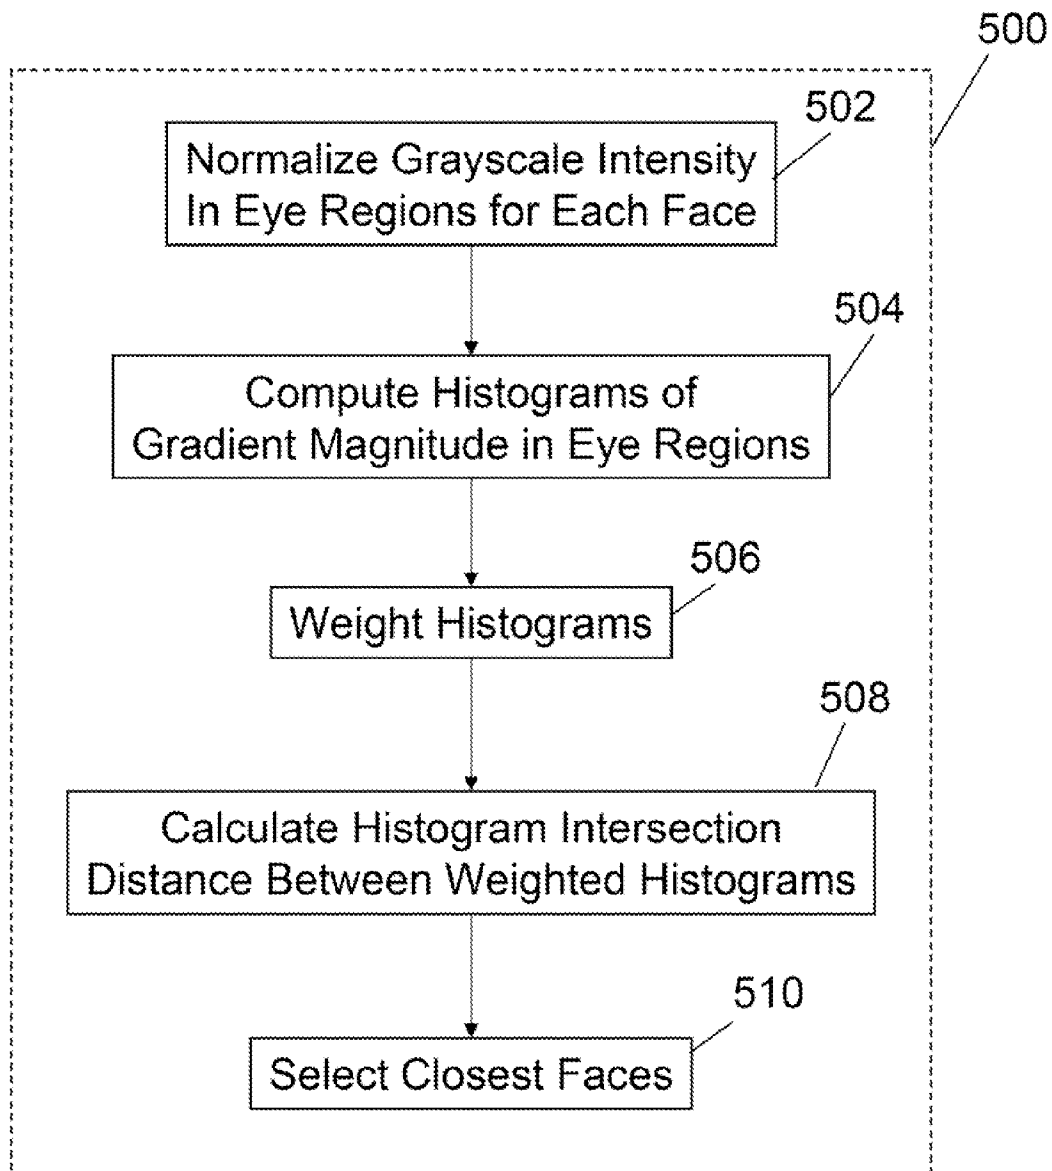 500
502
Normalize Grayscale Intensity
In Eye Regions for Each Face
504
Compute Histograms of
Gradient Magnitude in Eye Regions
506
Weight Histograms
508
Calculate Histogram Intersection
Distance Between Weighted Histograms
510
Select Closest Faces